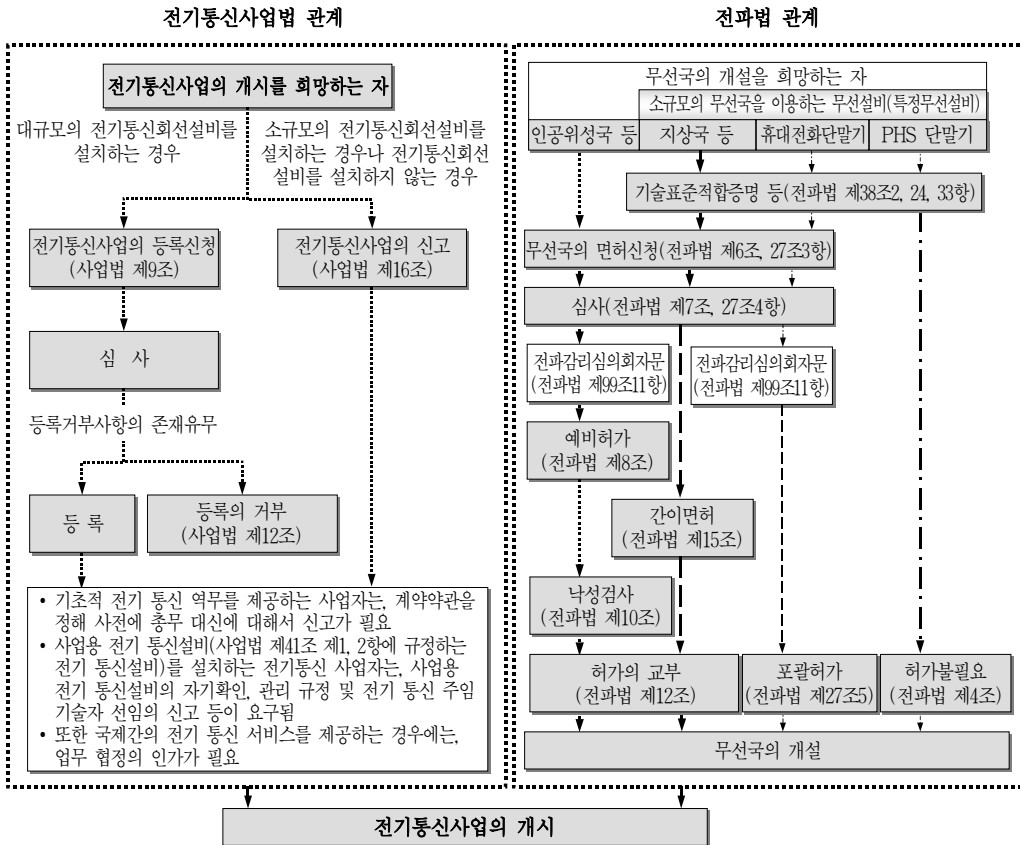 전기통신사업법 관계
전기통신사업의 개시를 희망하는 자
대규모의 전기통신회선설비를
설치하는 경우
소규모의 전기통신회선설비를
설치하는 경우나 전기통신회선
설비를 설치하지 않는 경우
전기통신사업의 등록신청
(사업법 제9조)
전기통신사업의 신고
(사업법 제16조)
심 사
등록거부사항의 존재유무
등 록
등록의 거부
(사업법 제12조)
• 기초적 전기 통신 역무를 제공하는 사업자는, 계약약관을
정해 사전에 총무 대신에 대해서 신고가 필요
• 사업용 전기 통신설비(사업법 제41조 제1, 2항에 규정하는
전기 통신설비)를 설치하는 전기통신 사업자는, 사업용
전기 통신설비의 자기확인, 관리 규정 및 전기 통신 주임
기술자 선임의 신고 등이 요구됨
• 또한 국제간의 전기 통신 서비스를 제공하는 경우에는,
업무 협정의 인가가 필요
전파법 관계
무선국의 개설을 희망하는 자
소규모의 무선국을 이용하는 무선설비(특정무선설비)
인공위성국 등 지상국 등 휴대전화단말기 PHS 단말기
기술표준적합증명 등(전파법 제38조2, 24, 33항)
무선국의 면허신청(전파법 제6조, 27조3항)
심사(전파법 제7조, 27조4항)
전파감리심의회자문
(전파법 제99조11항)
전파감리심의회자문
(전파법 제99조11항)
예비허가
(전파법 제8조)
간이면허
(전파법 제15조)
낙성검사
(전파법 제10조)
허가의 교부
(전파법 제12조)
포괄허가
(전파법 제27조5)
허가불필요
(전파법 제4조)
무선국의 개설
전기통신사업의 개시